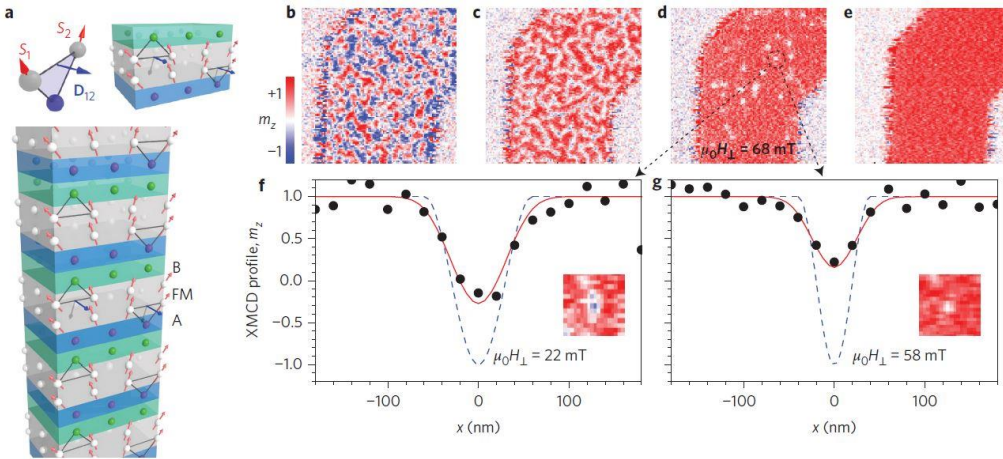 a
S1
S2
D12
B
FM
A
b
c
d
e
+1
mz
−1
μ0H⊥ = 68 mT
f
XMCD profile, mz
1.0
0.5
0.0
−0.5
−1.0
μ0H⊥ = 22 mT
−100
0
100
x (nm)
g
μ0H⊥ = 58 mT
−100
0
100
x (nm)